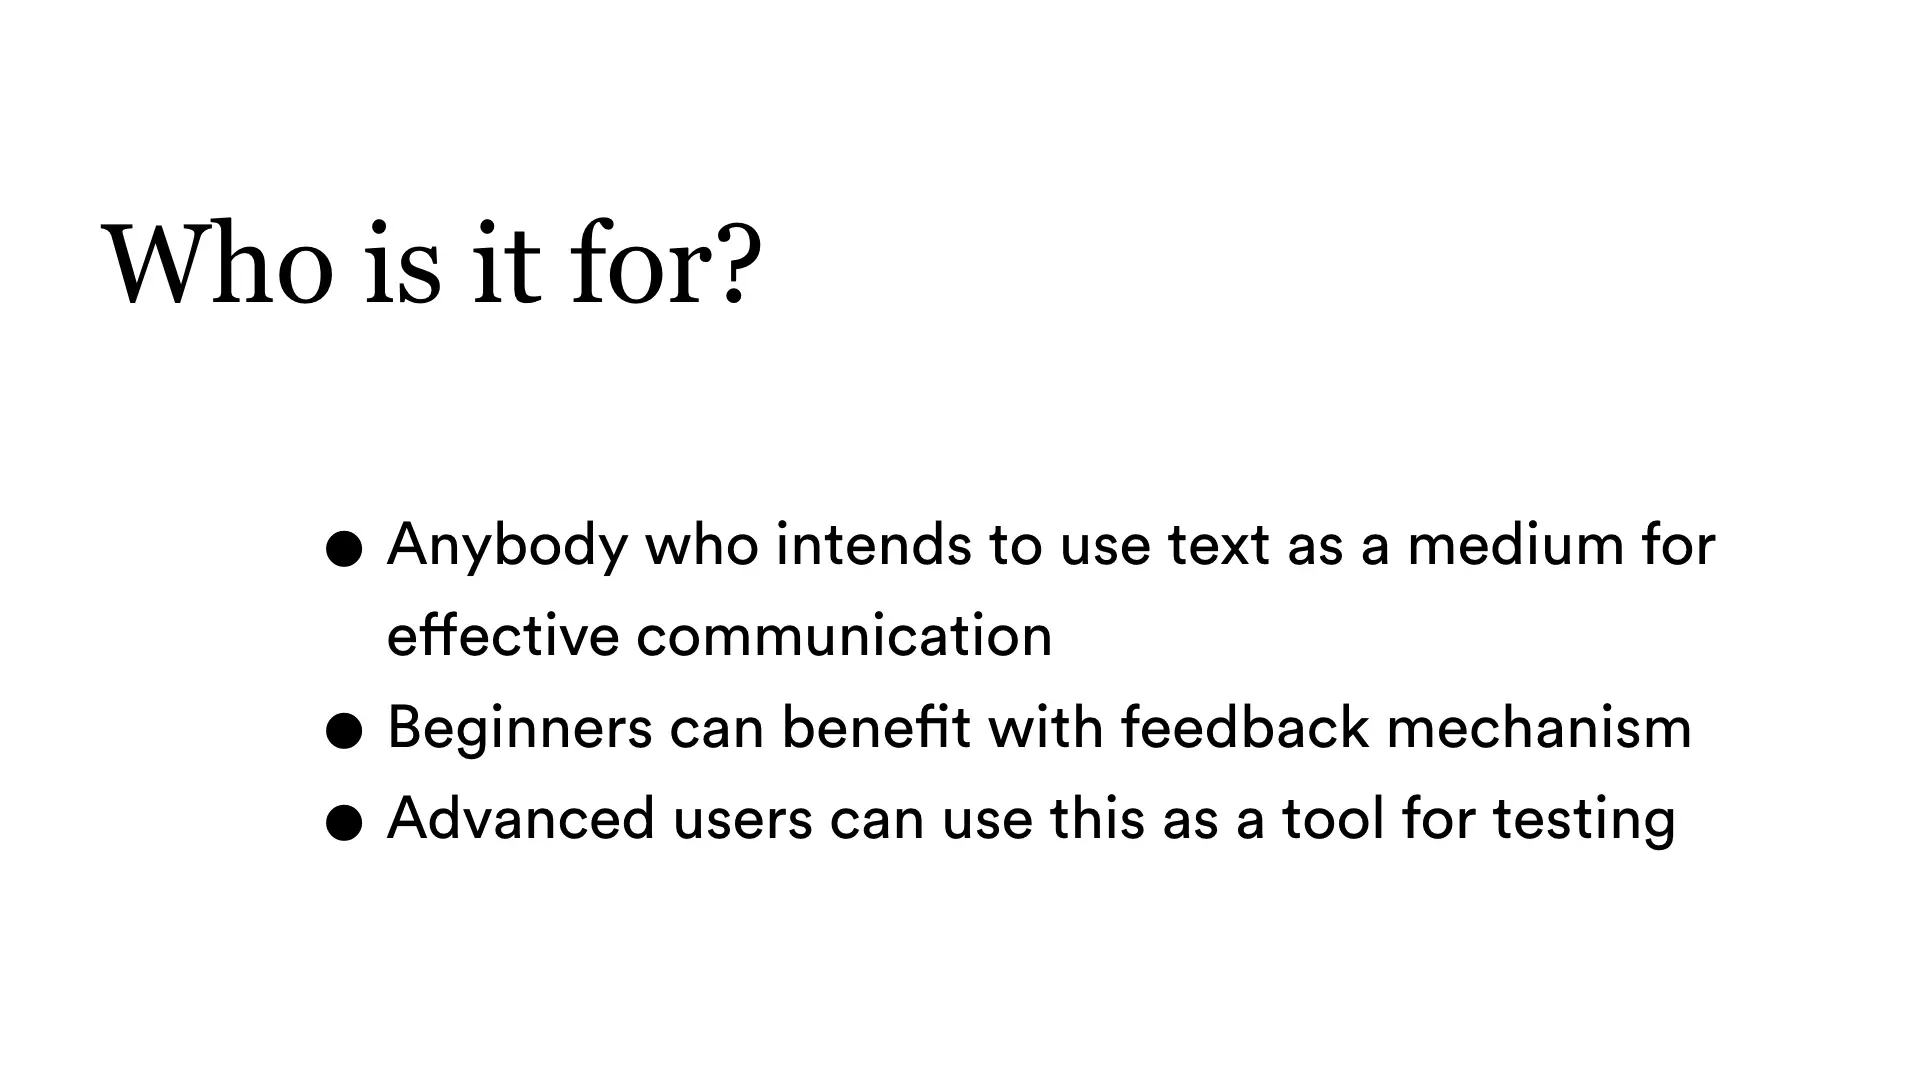 Who is it for?
● Anybody who intends to use text as a medium for
effective communication
● Beginners can benefit with feedback mechanism
● Advanced users can use this as a tool for testing